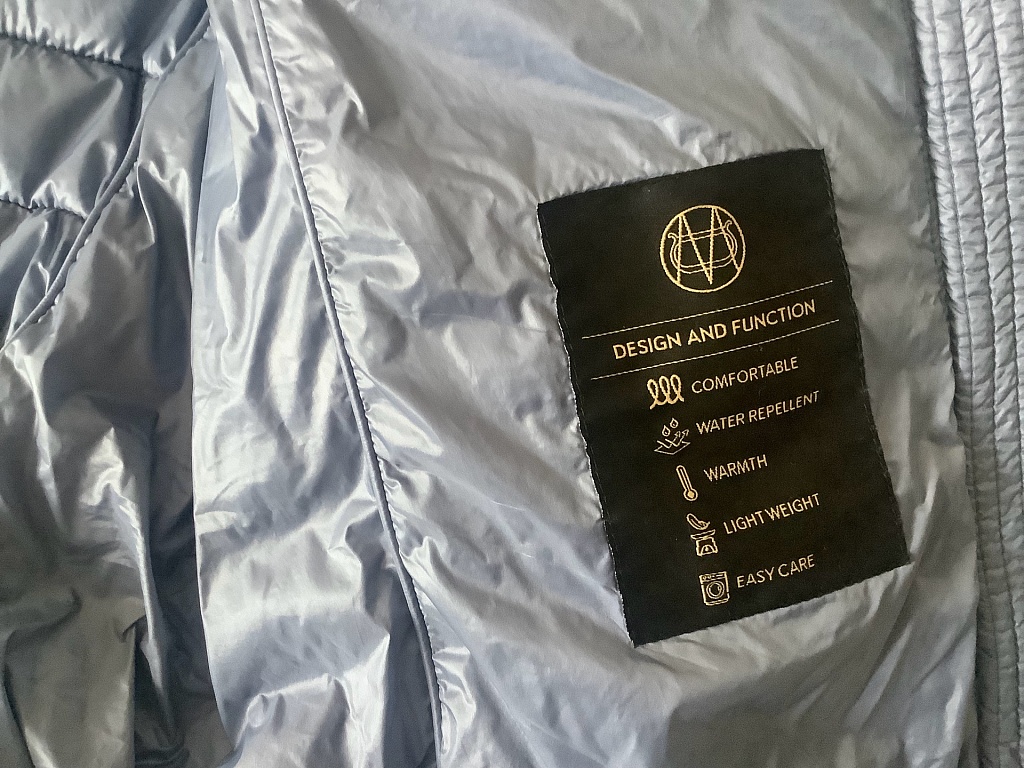 DESIGN AND FUNCTION
COMFORTABLE
WATER REPELLENT
WARMTH
LIGHT WEIGHT
EASY CARE